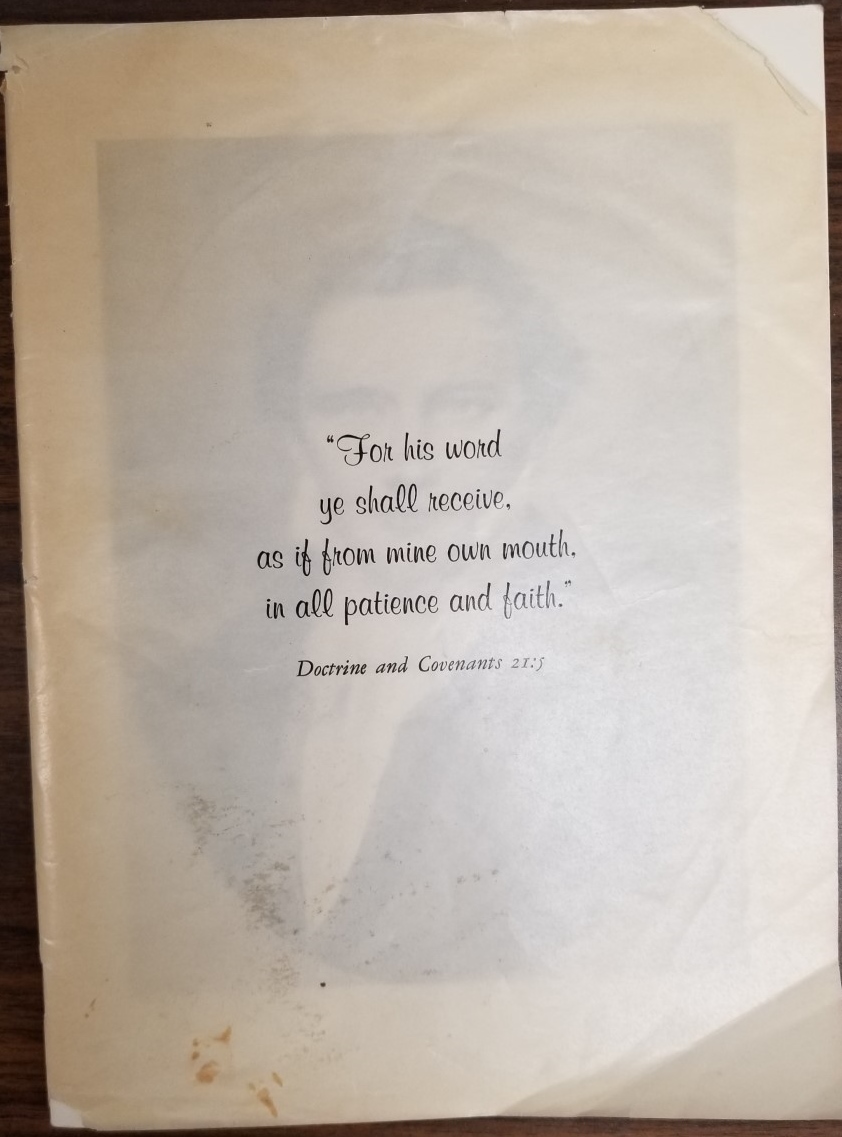 “For his word
ye shall receive,
as if from mine own mouth,
in all patience and faith.”
Doctrine and Covenants 21:5